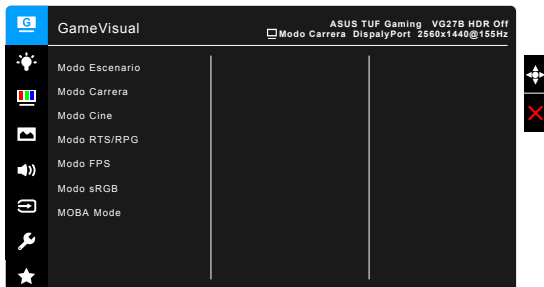 G
GameVisual
ASUS TUF Gaming VG27B HDR Off
Modo Carrera DispalyPort 2560x1440@155Hz
Modo Escenario
Modo Carrera
Modo Cine
Modo RTS/RPG
Modo FPS
Modo sRGB
MOBA Mode